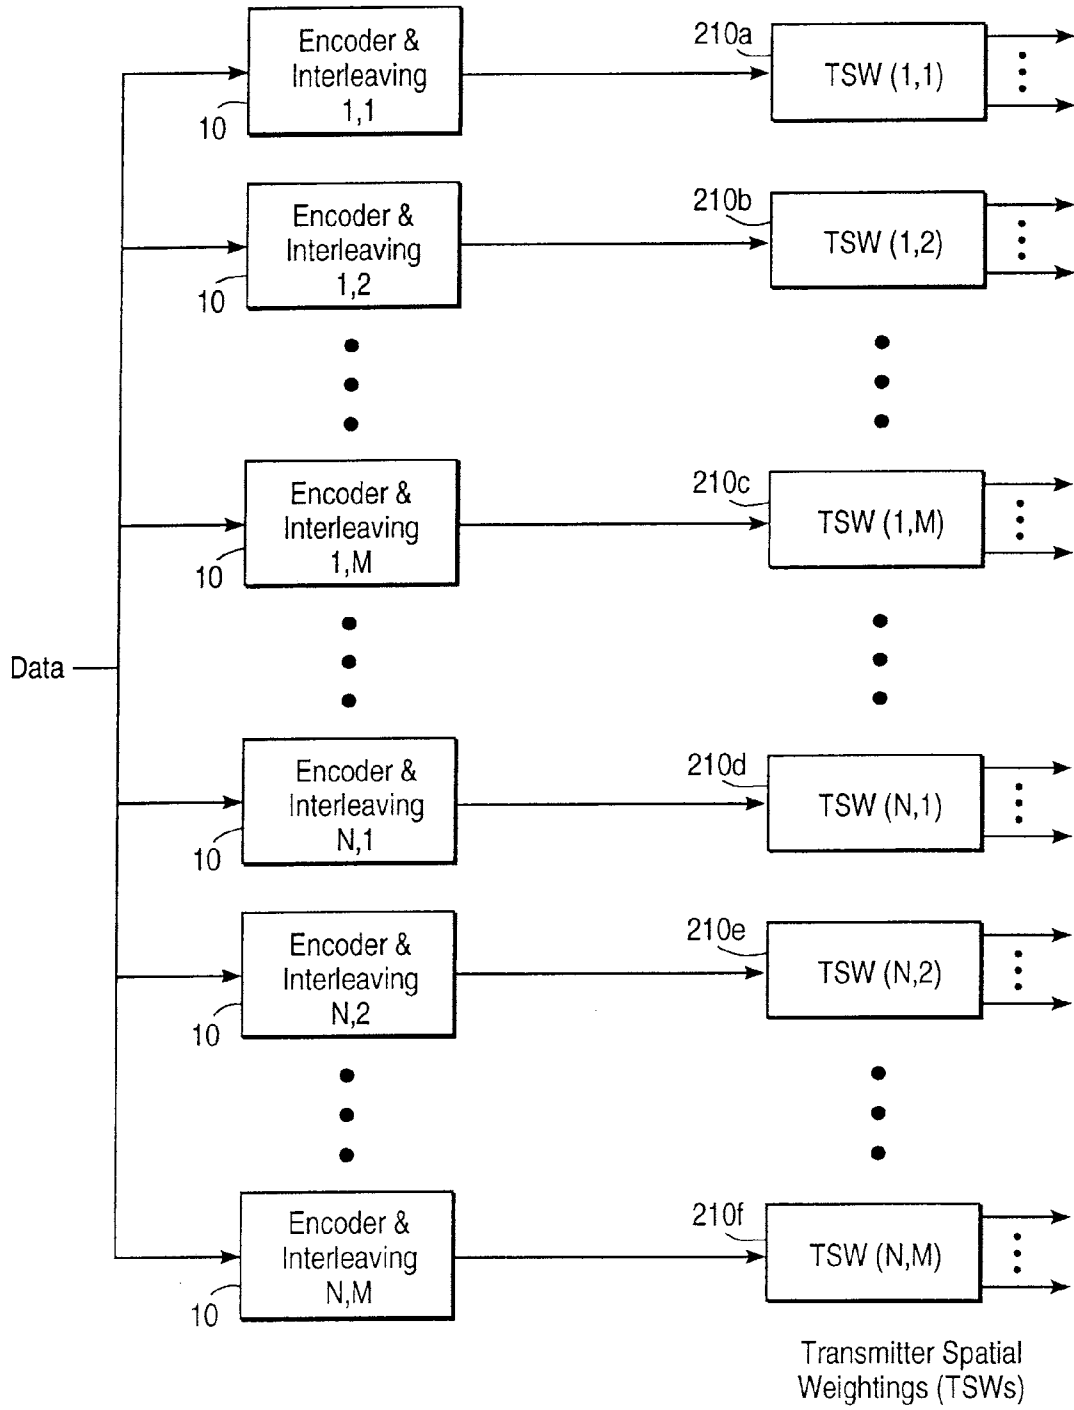 Encoder &
Interleaving
1,1
10
210a
TSW (1,1)
Encoder &
Interleaving
1,2
10
210b
TSW (1,2)
Encoder &
Interleaving
1,M
10
210c
TSW (1,M)
Data
Encoder &
Interleaving
N,1
10
210d
TSW (N,1)
Encoder &
Interleaving
N,2
10
210e
TSW (N,2)
Encoder &
Interleaving
N,M
10
210f
TSW (N,M)
Transmitter Spatial
Weightings (TSWs)